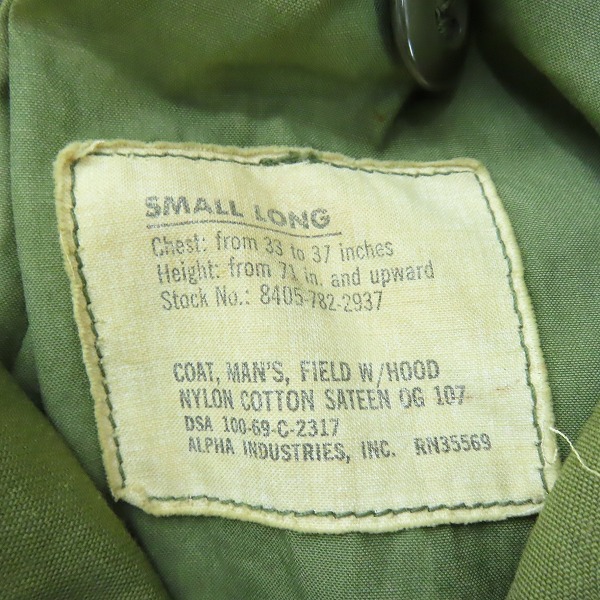 SMALL LONG
Chest: from 33 to 37 inches
Height: from 71 in. and upward
Stock No.: 8405-782-2937
COAT, MAN'S, FIELD W/HOOD
NYLON COTTON SATEEN OG 107
DSA 100-69-C-2317
ALPHA INDUSTRIES, INC. RN35569